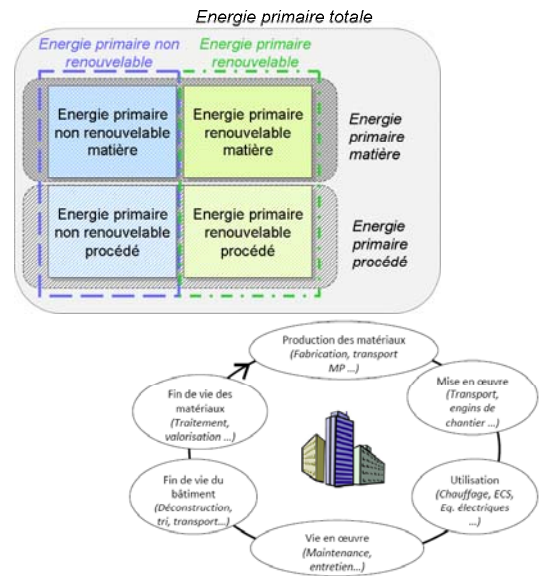 Energie primaire totale
Energie primaire non
renouvelable
Energie primaire
renouvelable
Energie primaire
non renouvelable
matière
Energie primaire
renouvelable
matière
Energie
primaire
matière
Energie primaire
non renouvelable
procédé
Energie primaire
renouvelable
procédé
Energie
primaire
procédé
Production des matériaux
(Fabrication, transport
MP ...)
Mise en œuvre
(Transport,
engins de
chantier ...)
Utilisation
(Chauffage, ECS,
Eq. électriques
...)
Vie en œuvre
(Maintenance,
entretien...)
Fin de vie du
bâtiment
(Déconstruction,
tri, transport...)
Fin de vie des
matériaux
(Traitement,
valorisation ...)